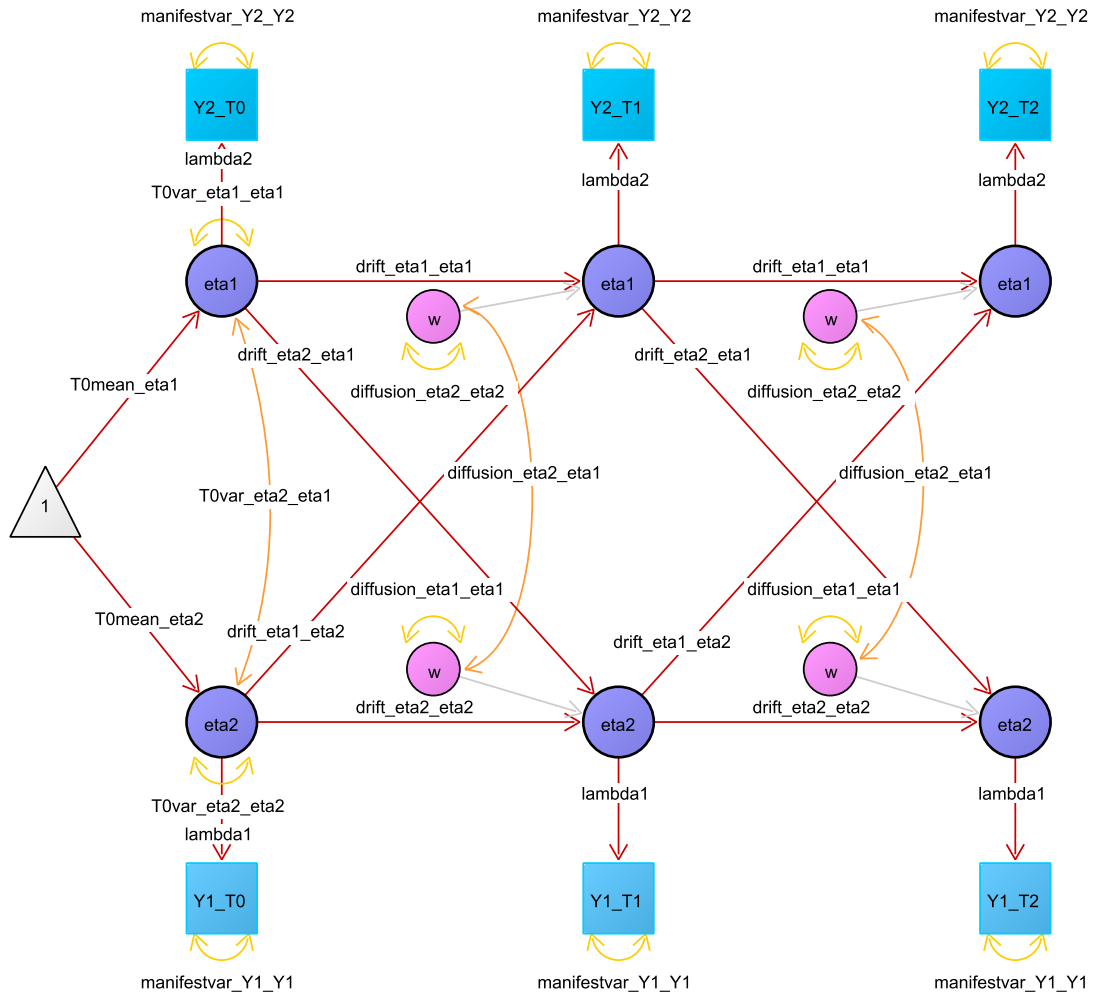 manifestvar_Y2_Y2
manifestvar_Y2_Y2
manifestvar_Y2_Y2
Y2_T0
Y2_T1
Y2_T2
lambda2
lambda2
lambda2
T0var_eta1_eta1
drift_eta1_eta1
drift_eta1_eta1
eta1
eta1
eta1
w
w
drift_eta2_eta1
drift_eta2_eta1
T0mean_eta1
diffusion_eta2_eta2
diffusion_eta2_eta2
diffusion_eta2_eta1
diffusion_eta2_eta1
T0var_eta2_eta1
1
diffusion_eta1_eta1
diffusion_eta1_eta1
T0mean_eta2
drift_eta1_eta2
drift_eta1_eta2
w
w
drift_eta2_eta2
drift_eta2_eta2
eta2
eta2
eta2
lambda1
lambda1
T0var_eta2_eta2
lambda1
Y1_T0
Y1_T1
Y1_T2
manifestvar_Y1_Y1
manifestvar_Y1_Y1
manifestvar_Y1_Y1